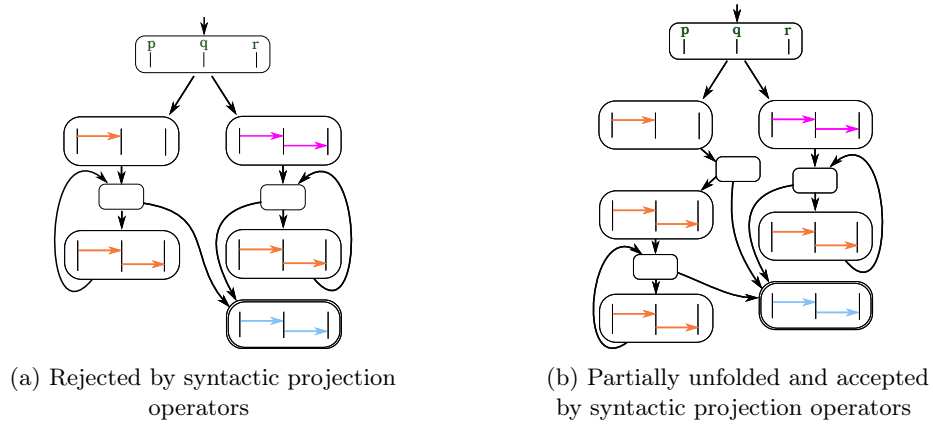 p q r
p q r
(a) Rejected by syntactic projection
operators
(b) Partially unfolded and accepted
by syntactic projection operators